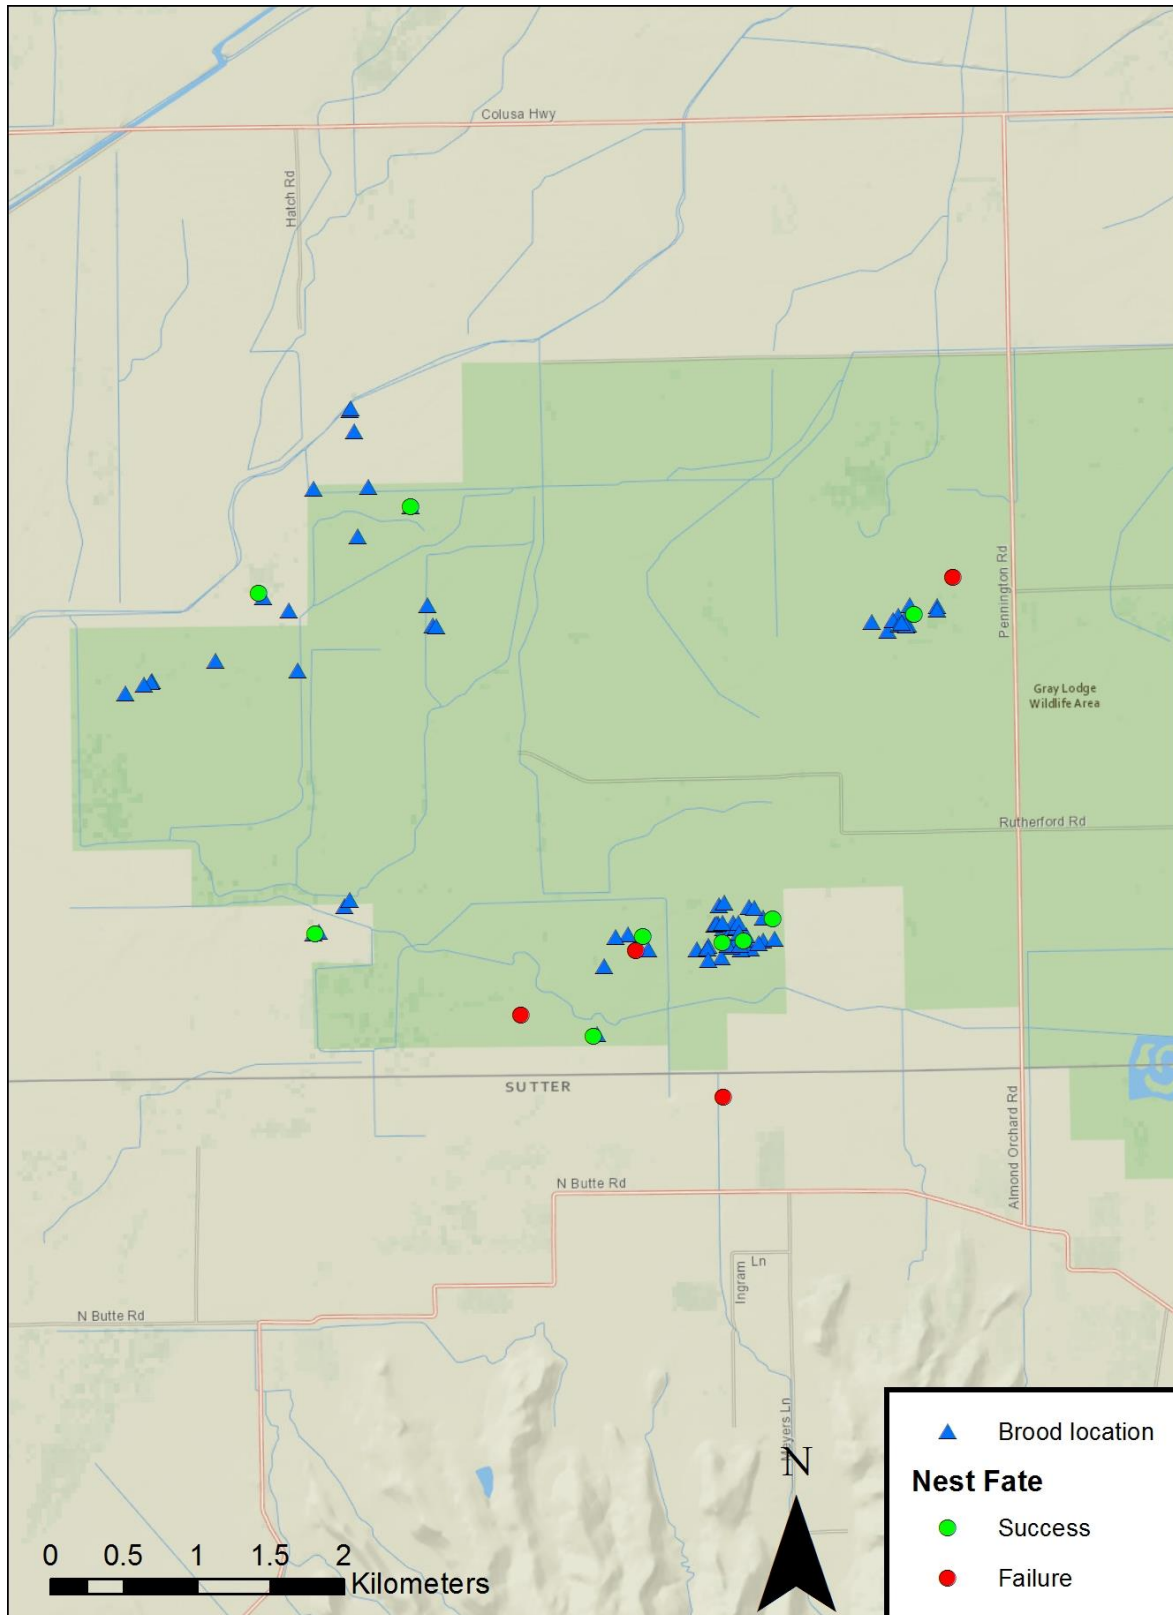 Colusa Hwy
Hatch Rd
Pennington Rd
Gray Lodge
Wildlife Area
Rutherford Rd
SUTTER
Almond Orchard Rd
N Butte Rd
Ln
Ingram
N Butte Rd
Meyers Ln
N
0 0.5 1 1.5 2
Kilometers
Brood location
Nest Fate
Success
Failure